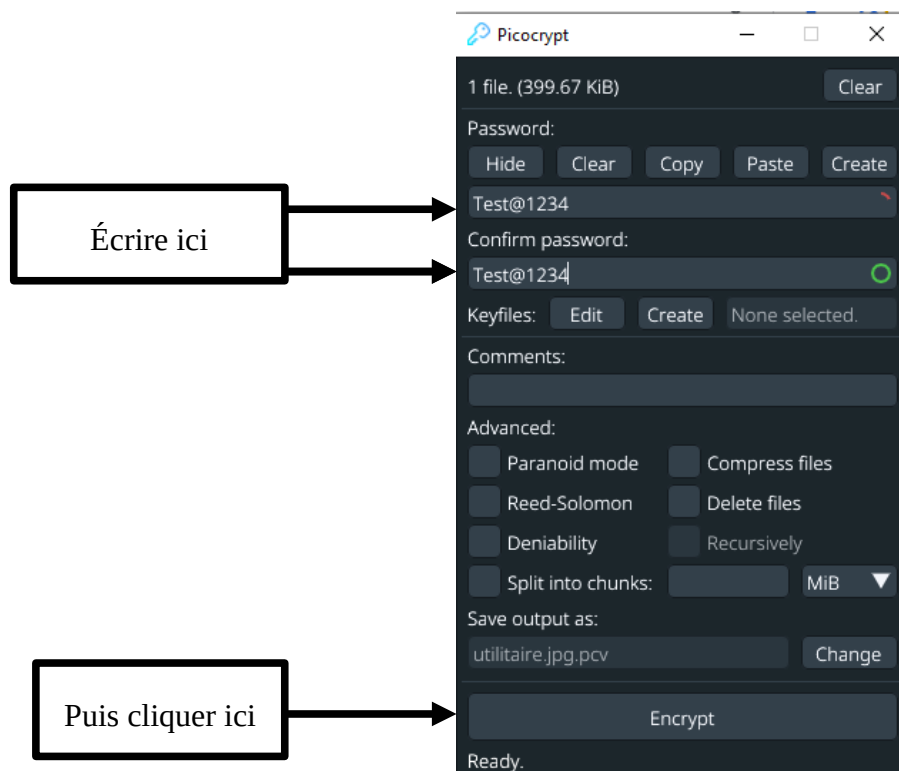 Picocrypt
1 file. (399.67 KiB)
Clear
Password:
Hide Clear Copy Paste Create
Écrire ici
Test@1234
Confirm password:
Test@1234
Keyfiles: Edit Create None selected.
Comments:
Advanced:
Paranoid mode Compress files
Reed-Solomon Delete files
Deniability Recursively
Split into chunks: MiB
Save output as:
utilitaire.jpg.pcv Change
Puis cliquer ici
Encrypt
Ready.